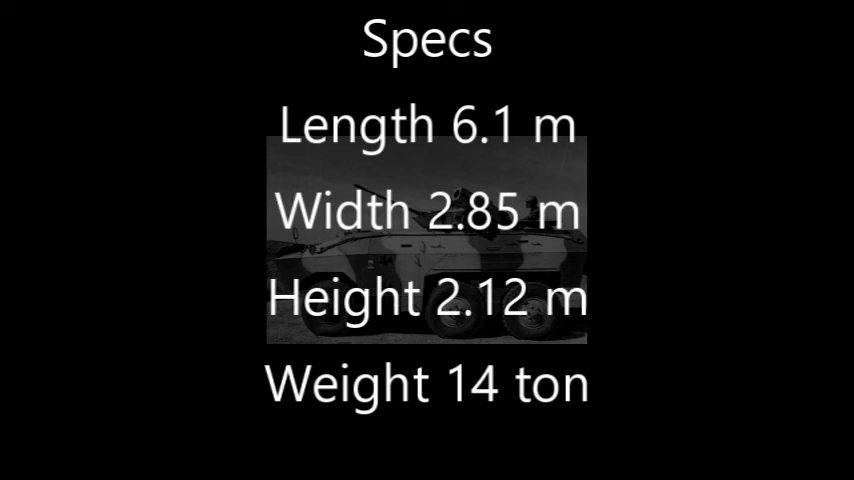 Specs
Length 6.1 m
Width 2.85 m
Height 2.12 m
Weight 14 ton